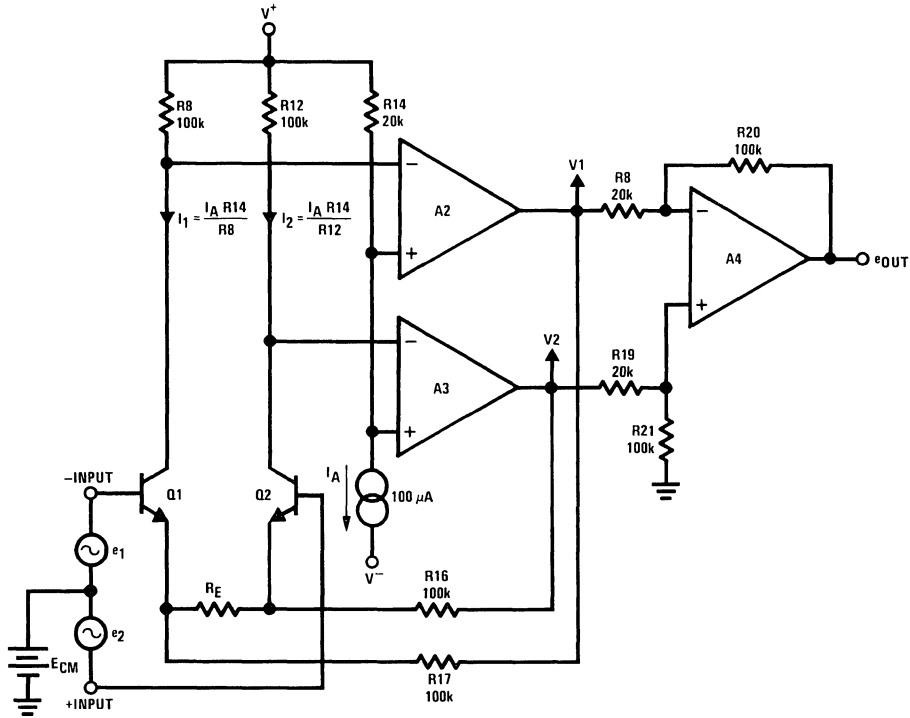 V+
R8
100k
R12
100k
R14
20k
R20
100k
V1
R8
20k
I1 = IA R14 / R8
I2 = IA R14 / R12
−
A2
+
−
A4
+
eOUT
V2
−
A3
+
R19
20k
R21
100k
IA
100 μA
V−
−INPUT
Q1
Q2
e1
RE
R16
100k
e2
ECM
R17
100k
+INPUT